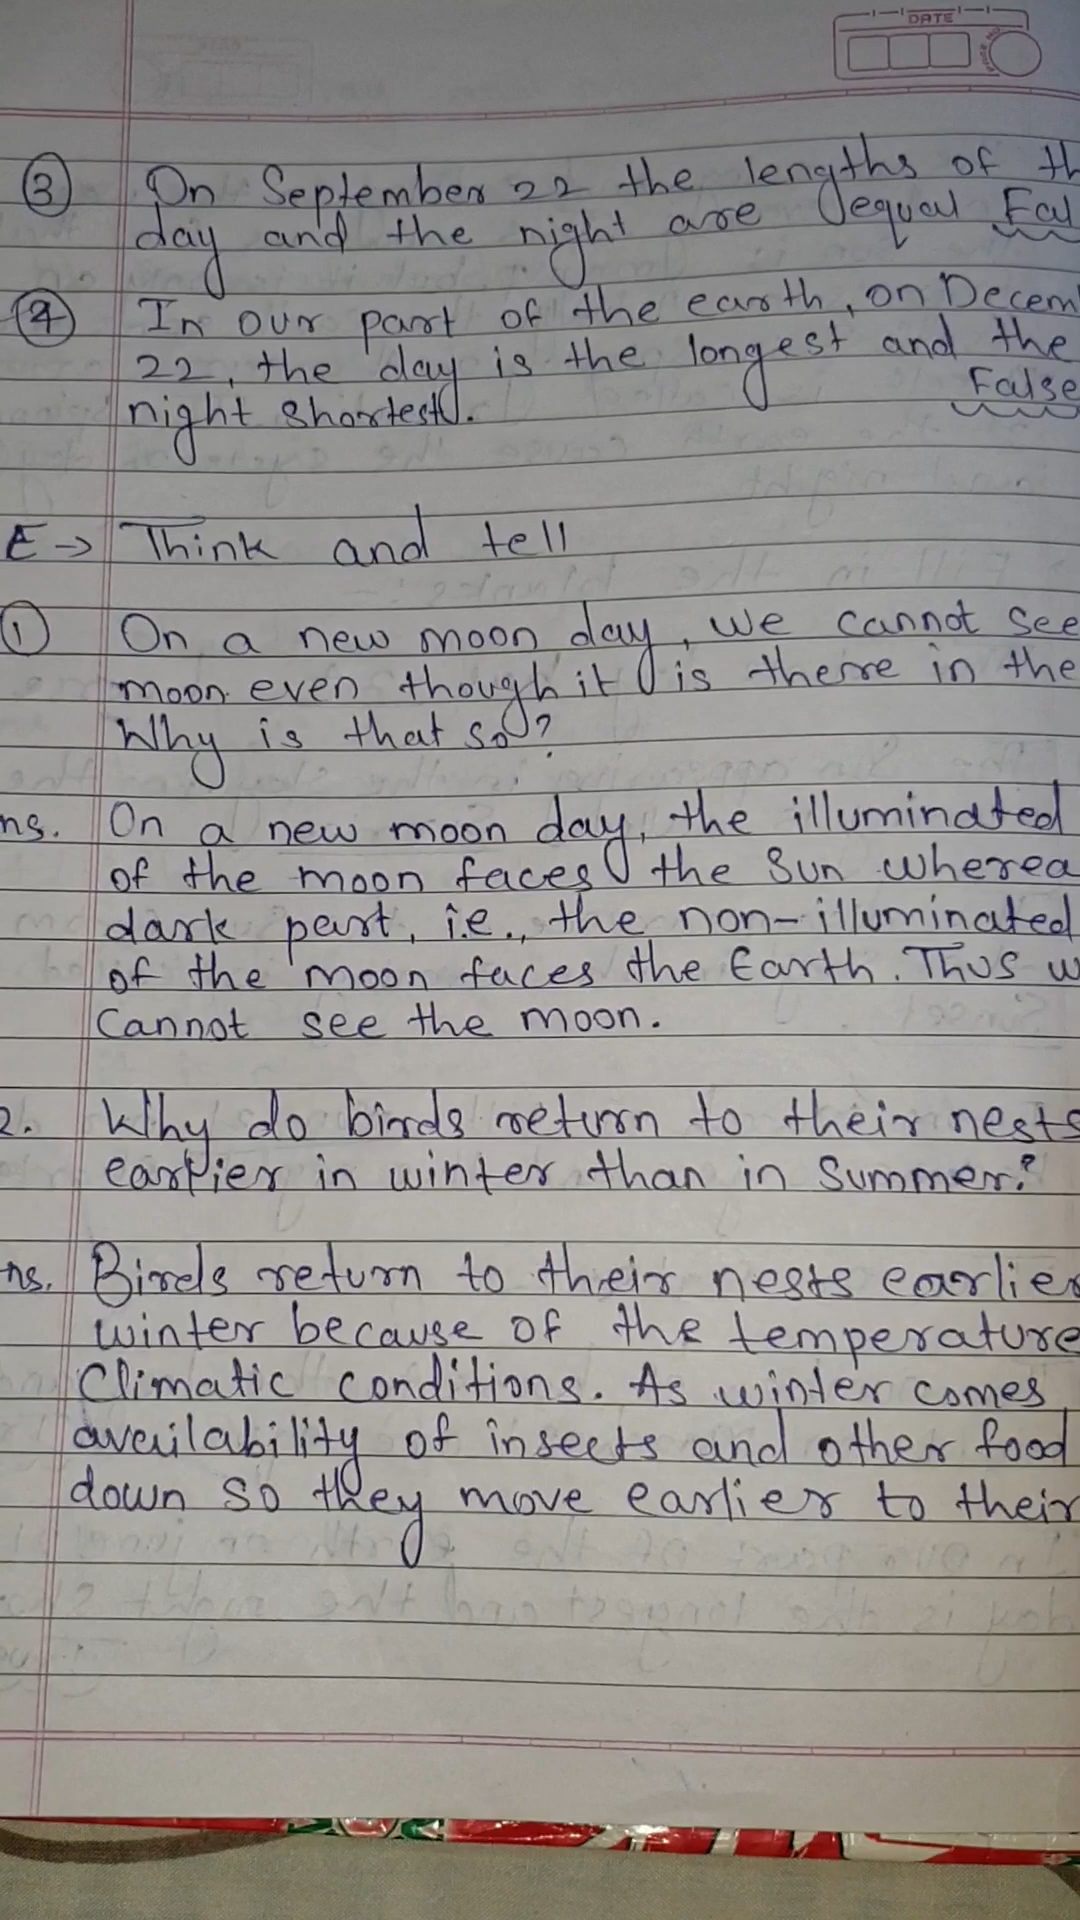 DATE
③ On September 22 the lengths of th
day and the night are equal Fal
④ In our part of the earth, on Decem
22, the day is the longest and the
night shortest. False
E → Think and tell
① On a new moon day, we cannot see
moon even though it is there in the
Why is that so?
ns. On a new moon day, the illuminated
of the moon faces the Sun wherea
dark part, i.e., the non-illuminated
of the moon faces the Earth. Thus w
Cannot see the moon.
2. Why do birds return to their nests
earlier in winter than in Summer?
ns. Birds return to their nests earlier
winter because of the temperature
Climatic conditions. As winter comes
availability of insects and other food
down so they move earlier to their